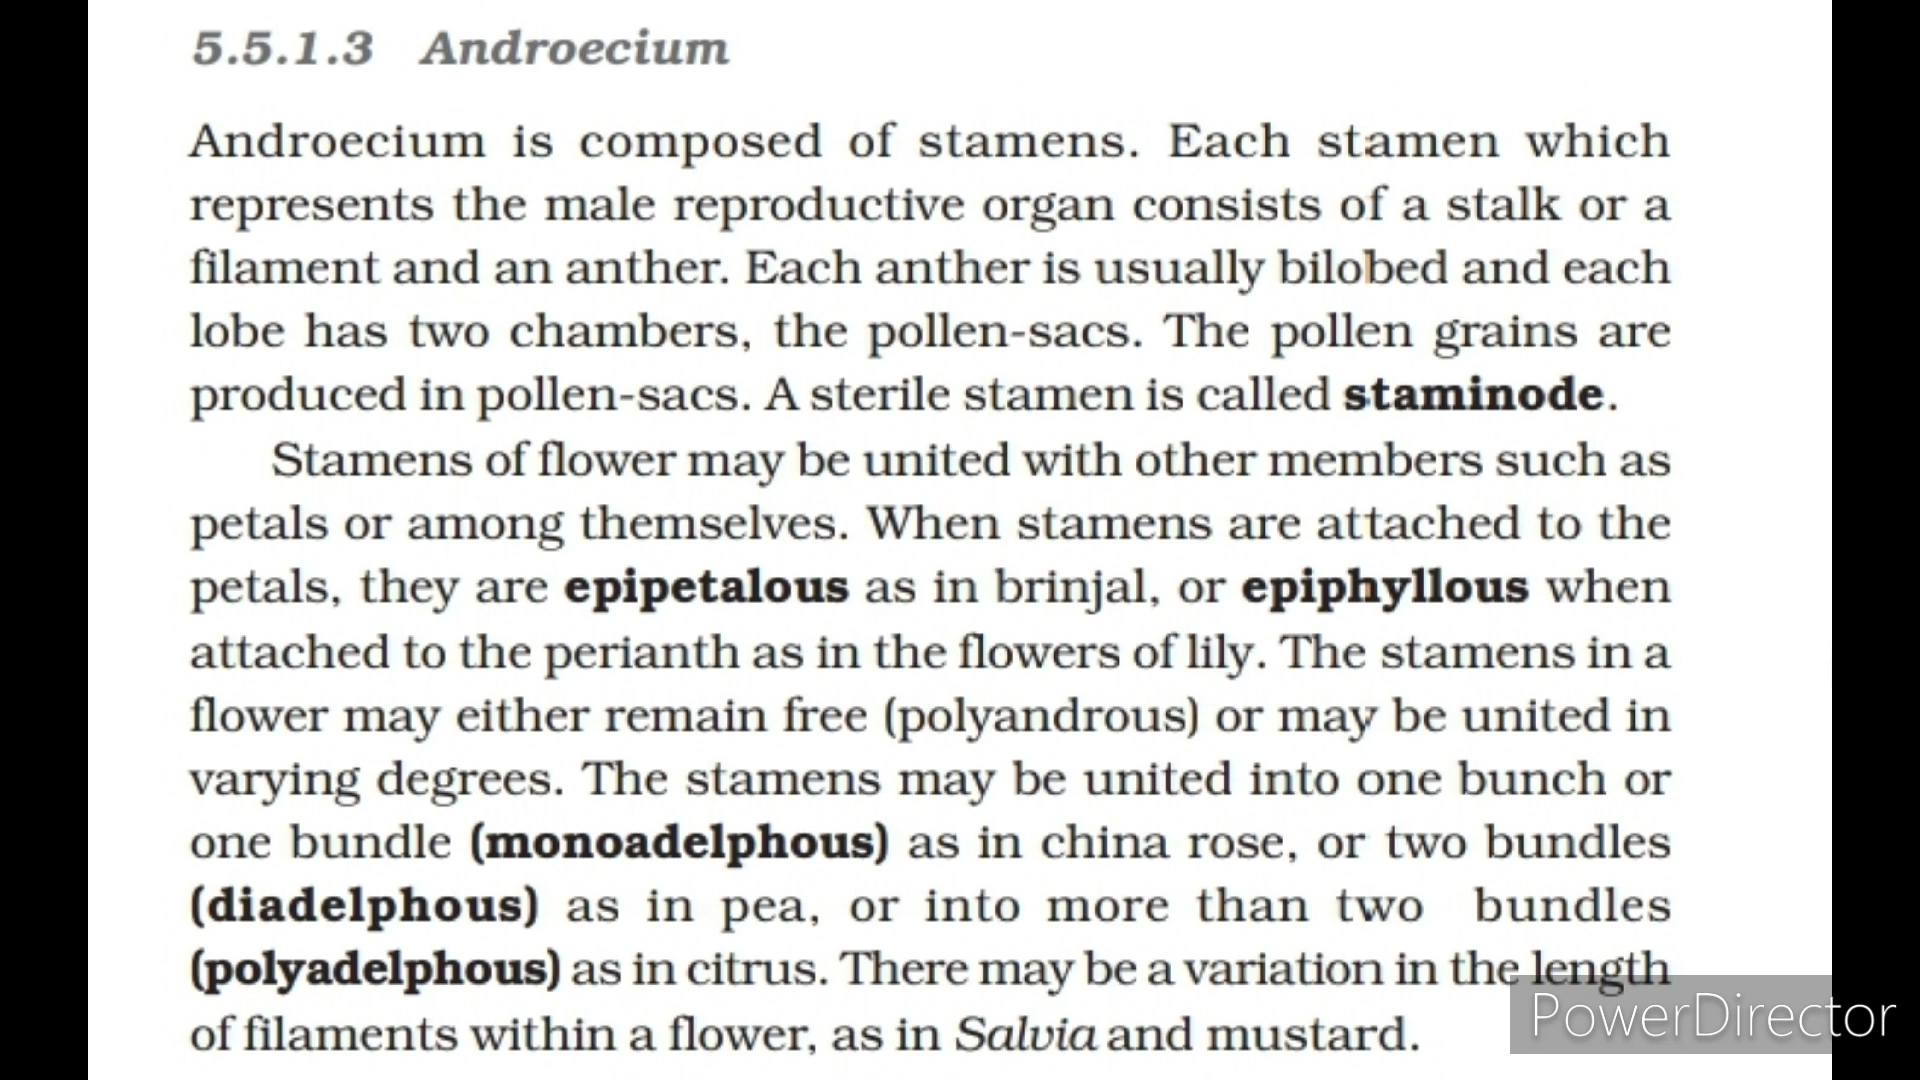 5.5.1.3 Androecium
Androecium is composed of stamens. Each stamen which
represents the male reproductive organ consists of a stalk or a
filament and an anther. Each anther is usually bilobed and each
lobe has two chambers, the pollen-sacs. The pollen grains are
produced in pollen-sacs. A sterile stamen is called staminode.
Stamens of flower may be united with other members such as
petals or among themselves. When stamens are attached to the
petals, they are epipetalous as in brinjal, or epiphyllous when
attached to the perianth as in the flowers of lily. The stamens in a
flower may either remain free (polyandrous) or may be united in
varying degrees. The stamens may be united into one bunch or
one bundle (monoadelphous) as in china rose, or two bundles
(diadelphous) as in pea, or into more than two bundles
(polyadelphous) as in citrus. There may be a variation in the length
of filaments within a flower, as in Salvia and mustard.
PowerDirector